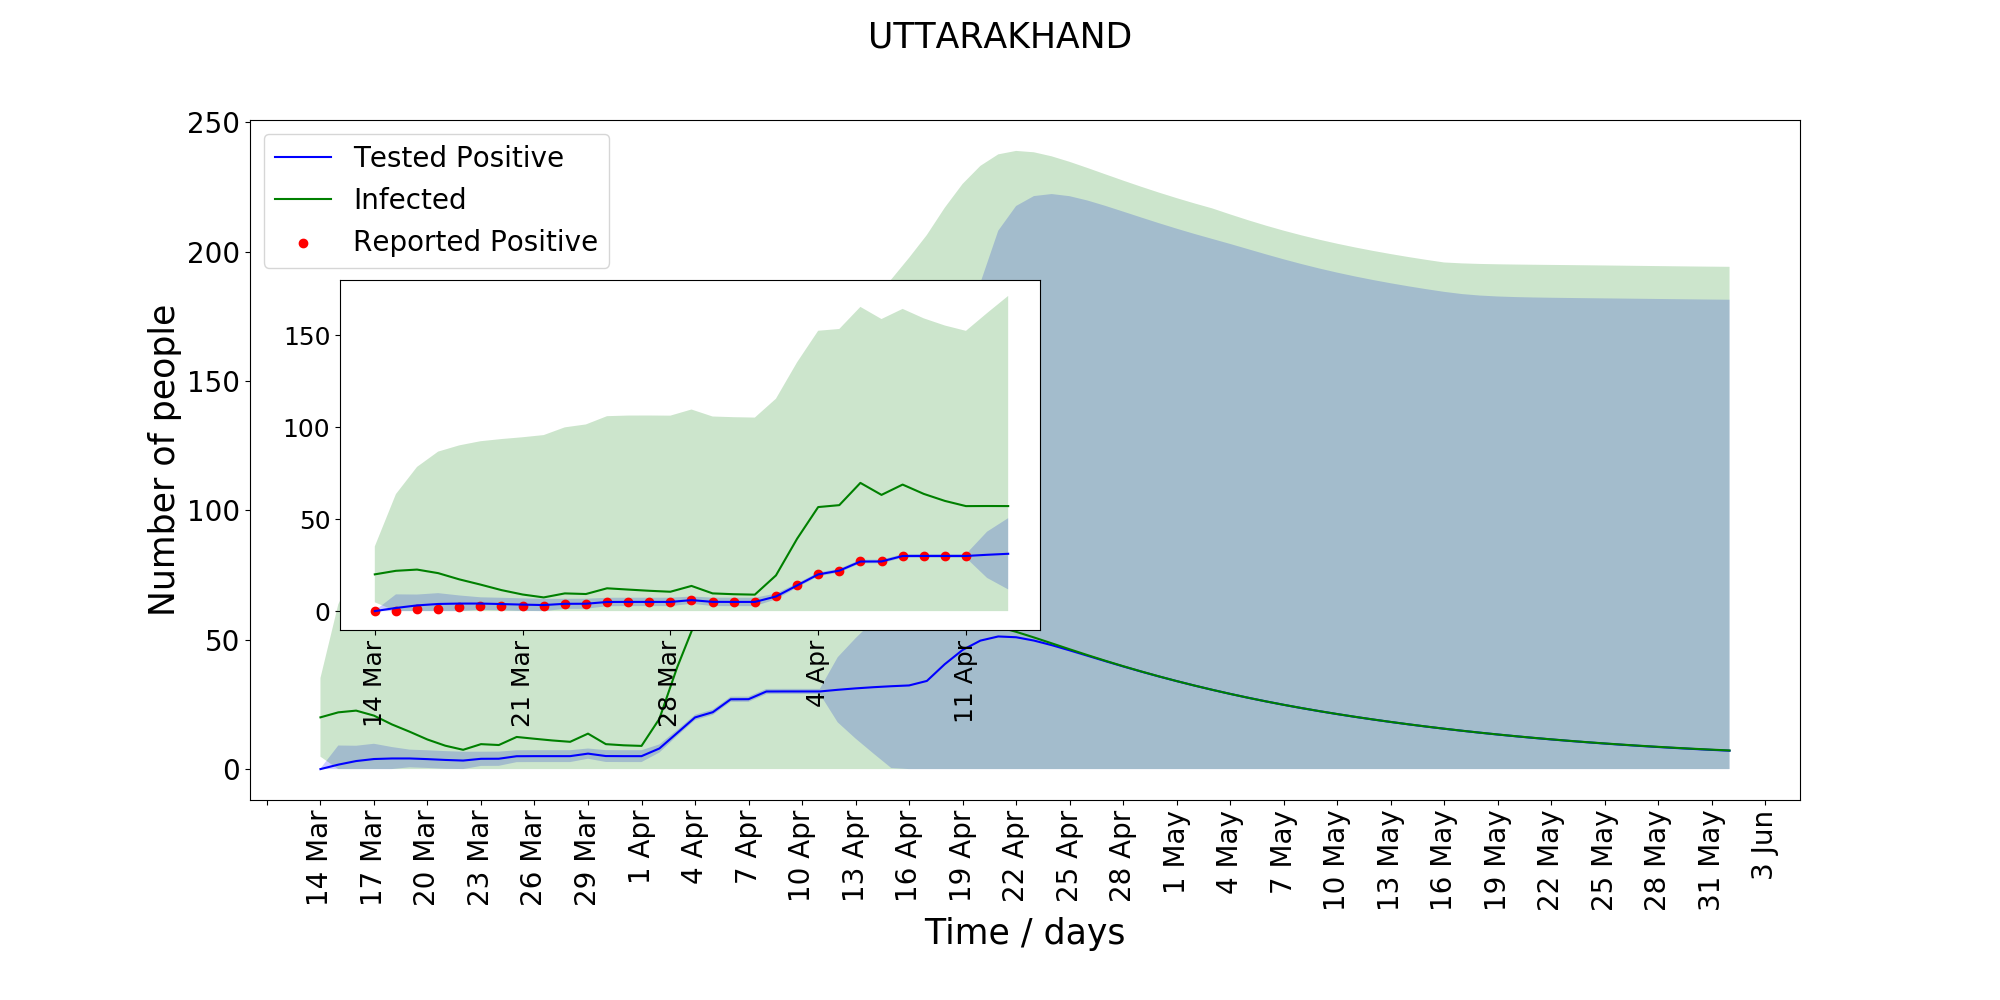 UTTARAKHAND
250
200
150
100
50
0
Number of people
Tested Positive
Infected
Reported Positive
150
100
50
0
14 Mar
21 Mar
28 Mar
4 Apr
11 Apr
14 Mar
17 Mar
20 Mar
23 Mar
26 Mar
29 Mar
1 Apr
4 Apr
7 Apr
10 Apr
13 Apr
16 Apr
19 Apr
22 Apr
25 Apr
28 Apr
1 May
4 May
7 May
10 May
13 May
16 May
19 May
22 May
25 May
28 May
31 May
3 Jun
Time / days